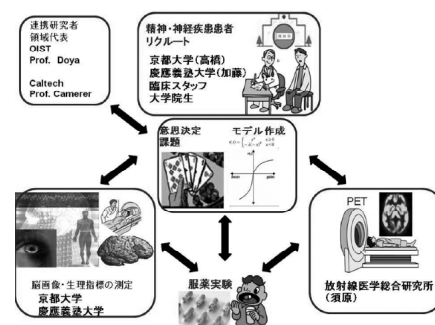 連携研究者
領域代表
OIST
Prof. Doya
Caltech
Prof. Camerer
精神・神経疾患患者
リクルート
京都大学(高橋)
慶應義塾大学(加藤)
臨床スタッフ
大学院生
意思決定
課題
モデル作成
脳画像・生理指標の測定
京都大学
慶應義塾大学
服薬実験
PET
放射線医学総合研究所
(須原)